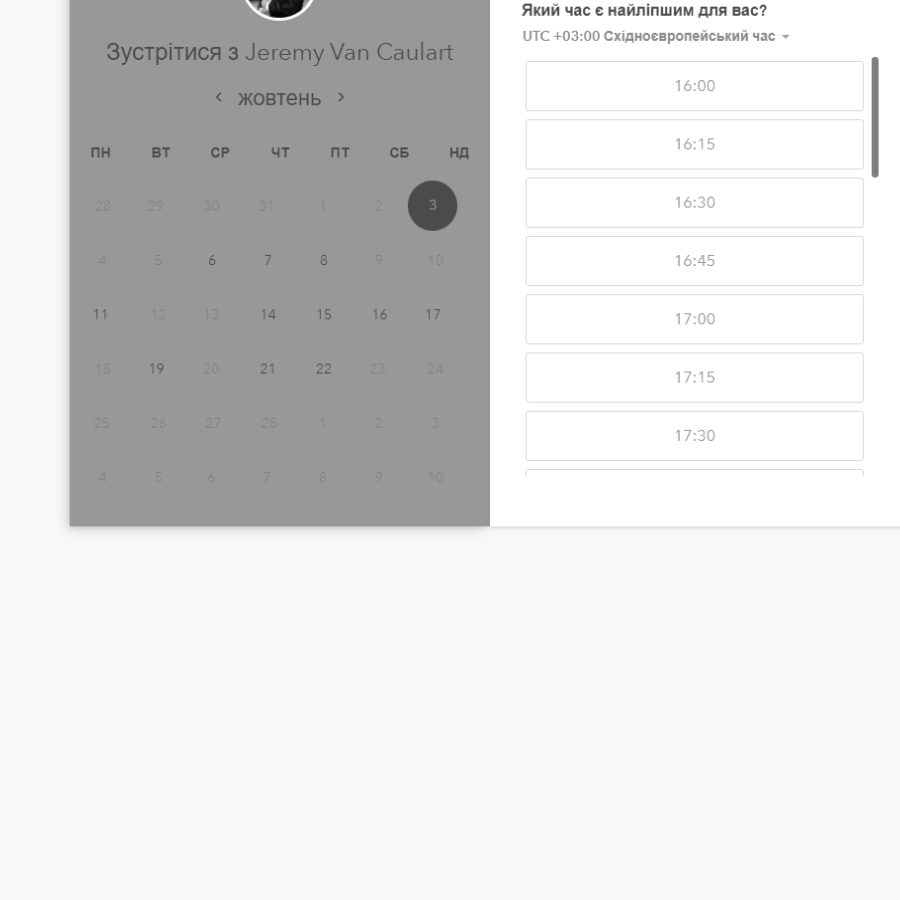 Зустрітися з Jeremy Van Caulart
жовтень
ПН ВТ СР ЧТ ПТ СБ НД
28 29 30 31 1 2 3
4 5 6 7 8 9 10
11 12 13 14 15 16 17
18 19 20 21 22 23 24
25 26 27 28 1 2 3
4 5 6 7 8 9 10
Який час є найліпшим для вас?
UTC +03:00 Східноєвропейський час
16:00
16:15
16:30
16:45
17:00
17:15
17:30